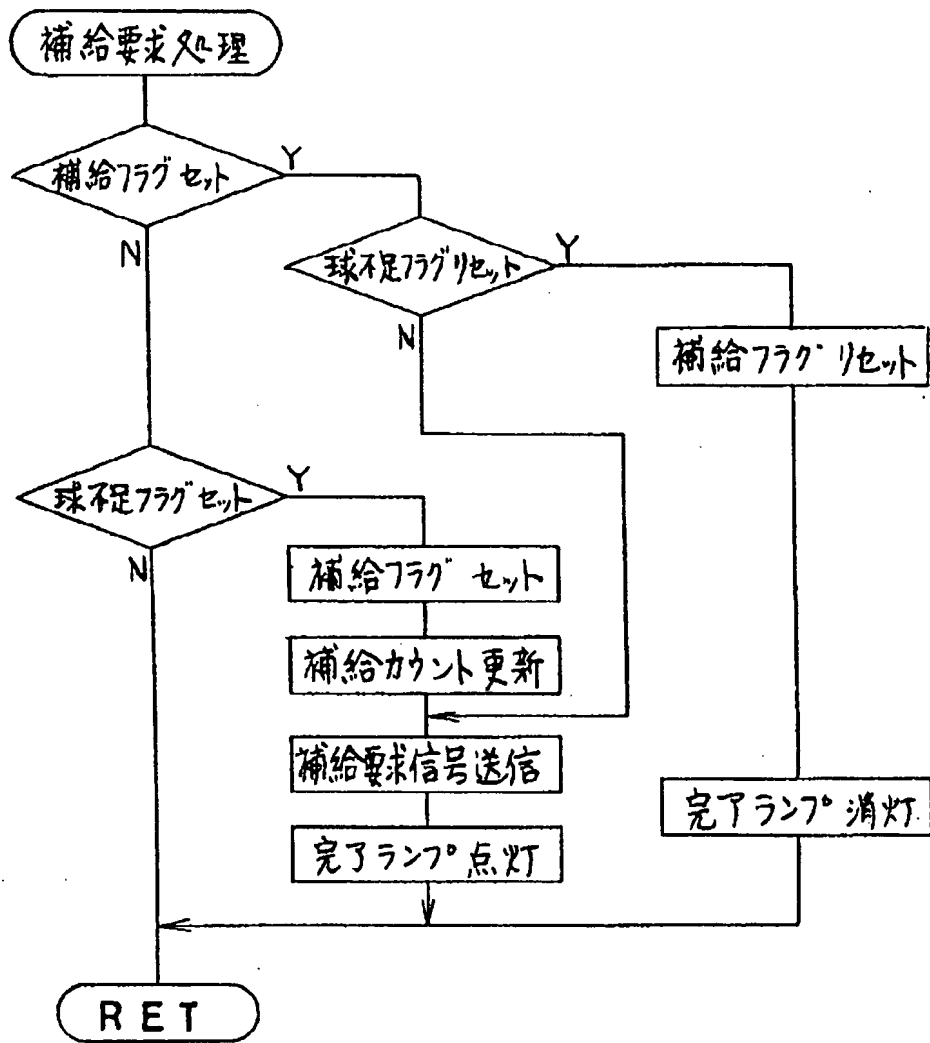 補給要求処理
補給フラグセット
Y
N
球不足フラグリセット
Y
N
補給フラグリセット
球不足フラグセット
Y
N
補給フラグ セット
補給カウント更新
補給要求信号送信
完了ランプ点灯
完了ランプ消灯
RET